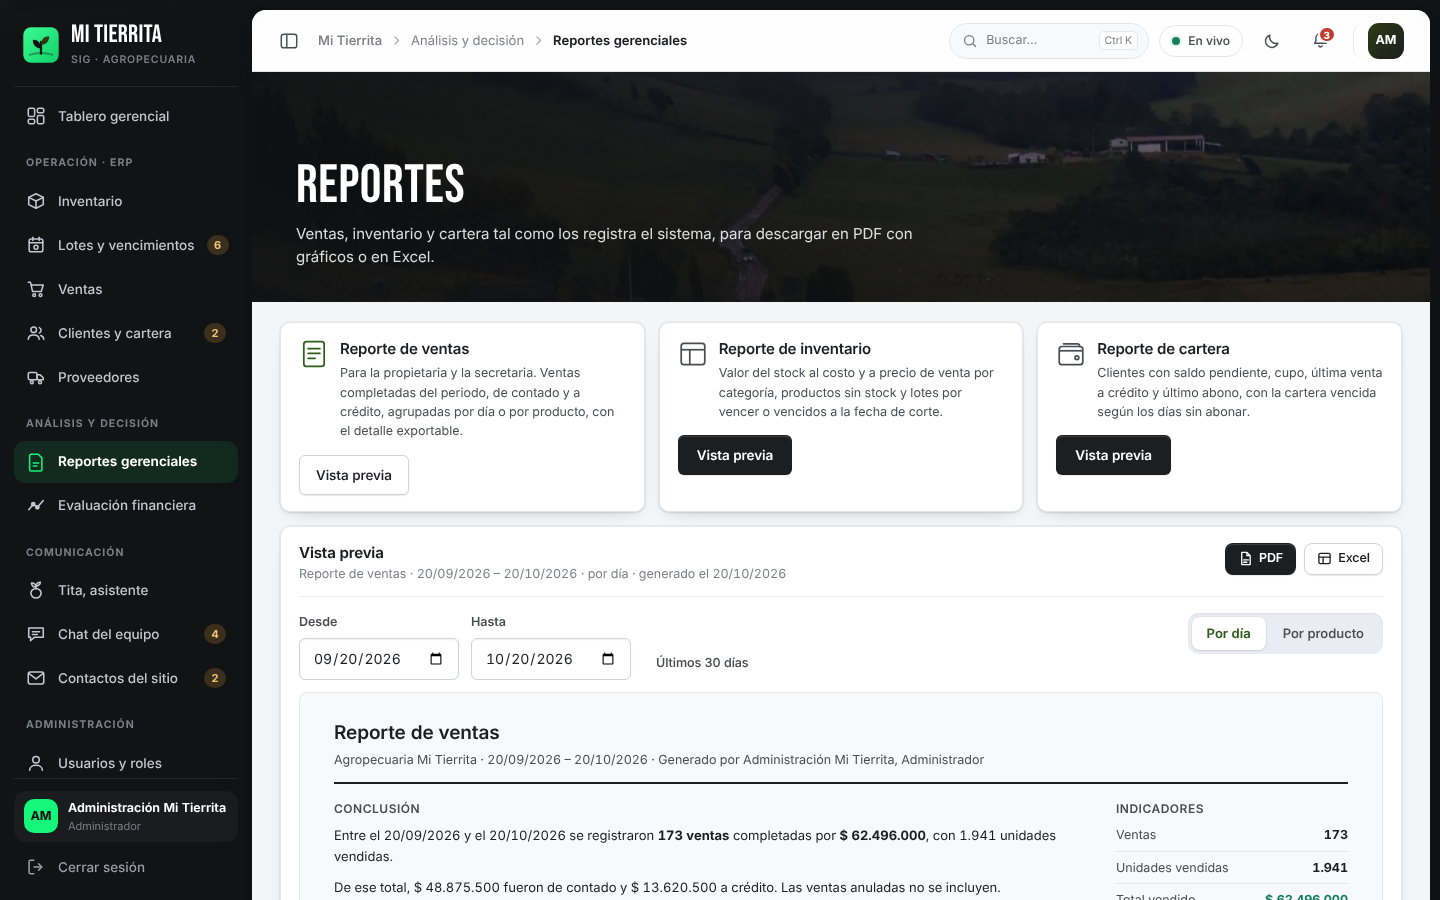 MI TIERRITA
SIG · AGROPECUARIA
Tablero gerencial
OPERACIÓN · ERP
Inventario
Lotes y vencimientos 6
Ventas
Clientes y cartera 2
Proveedores
ANÁLISIS Y DECISIÓN
Reportes gerenciales
Evaluación financiera
COMUNICACIÓN
Tita, asistente
Chat del equipo 4
Contactos del sitio 2
ADMINISTRACIÓN
Usuarios y roles
AM Administración Mi Tierrita
Administrador
Cerrar sesión
Mi Tierrita > Análisis y decisión > Reportes gerenciales
Buscar... Ctrl K
En vivo
3
AM
REPORTES
Ventas, inventario y cartera tal como los registra el sistema, para descargar en PDF con
gráficos o en Excel.
Reporte de ventas
Para la propietaria y la secretaria. Ventas
completadas del periodo, de contado y a
crédito, agrupadas por día o por producto, con
el detalle exportable.
Vista previa
Reporte de inventario
Valor del stock al costo y a precio de venta por
categoría, productos sin stock y lotes por
vencer o vencidos a la fecha de corte.
Vista previa
Reporte de cartera
Clientes con saldo pendiente, cupo, última venta
a crédito y último abono, con la cartera vencida
según los días sin abonar.
Vista previa
Vista previa
Reporte de ventas · 20/09/2026 – 20/10/2026 · por día · generado el 20/10/2026
PDF
Excel
Desde
09/20/2026
Hasta
10/20/2026
Últimos 30 días
Por día
Por producto
Reporte de ventas
Agropecuaria Mi Tierrita · 20/09/2026 – 20/10/2026 · Generado por Administración Mi Tierrita, Administrador
CONCLUSIÓN
Entre el 20/09/2026 y el 20/10/2026 se registraron 173 ventas completadas por $ 62.496.000, con 1.941 unidades
vendidas.
De ese total, $ 48.875.500 fueron de contado y $ 13.620.500 a crédito. Las ventas anuladas no se incluyen.
INDICADORES
Ventas 173
Unidades vendidas 1.941
Total vendido $ 62.496.000